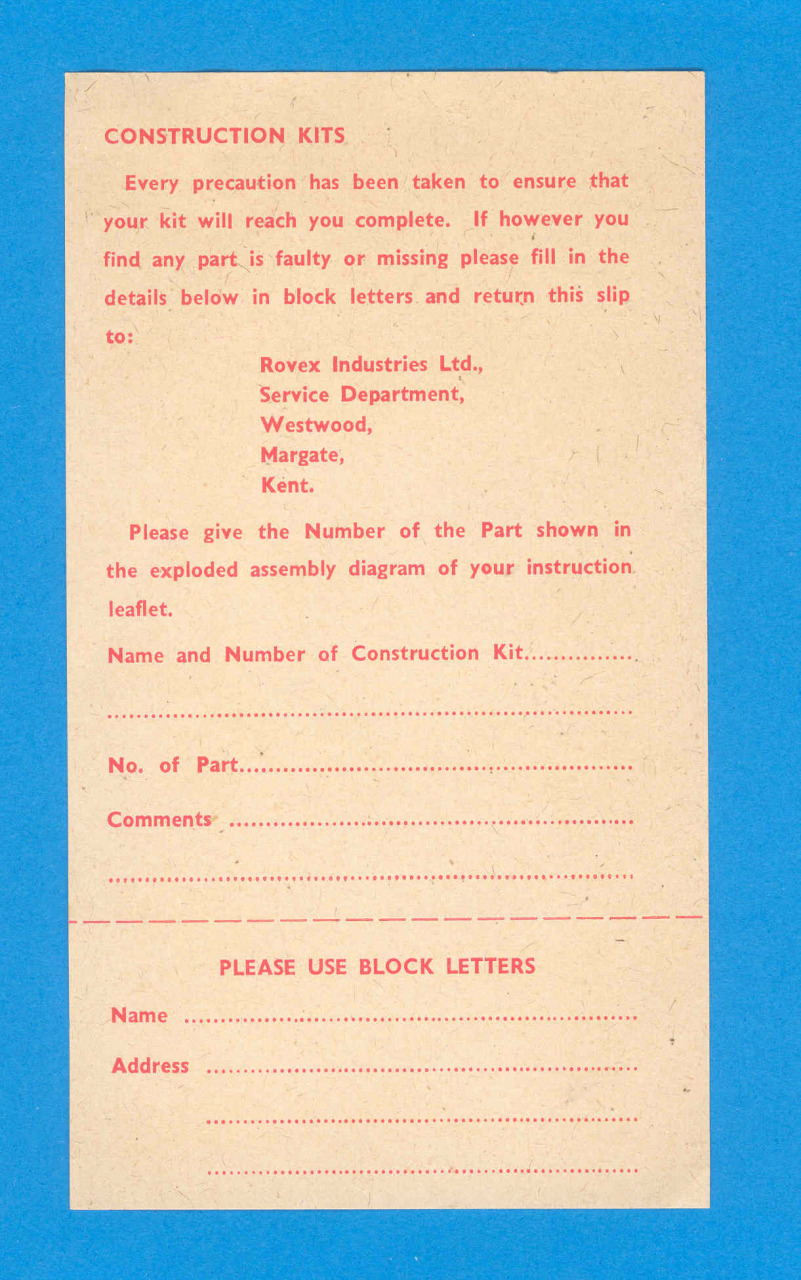 CONSTRUCTION KITS
Every precaution has been taken to ensure that
your kit will reach you complete. If however you
find any part is faulty or missing please fill in the
details below in block letters and return this slip
to:
Rovex Industries Ltd.,
Service Department,
Westwood,
Margate,
Kent.
Please give the Number of the Part shown in
the exploded assembly diagram of your instruction
leaflet.
Name and Number of Construction Kit...............
................................................................................
No. of Part......................................................
Comments .......................................................
................................................................................
PLEASE USE BLOCK LETTERS
Name ..............................................................
Address ...........................................................
...........................................................
...........................................................